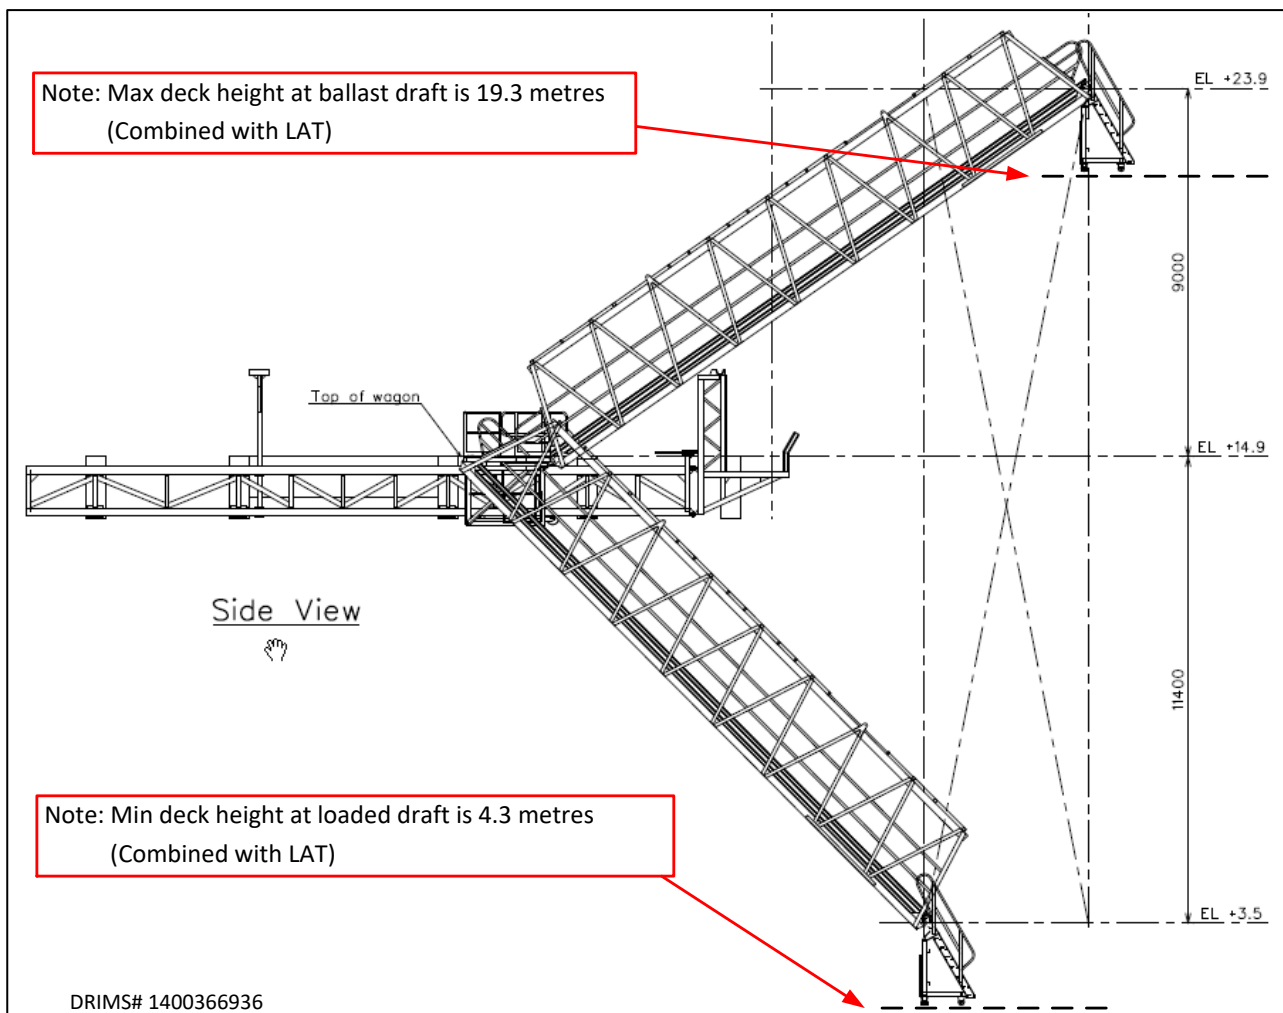 EL +23.9
Note: Max deck height at ballast draft is 19.3 metres
(Combined with LAT)
9000
Top of wagon
EL +14.9
Side View
11400
Note: Min deck height at loaded draft is 4.3 metres
(Combined with LAT)
EL +3.5
DRIMS# 1400366936